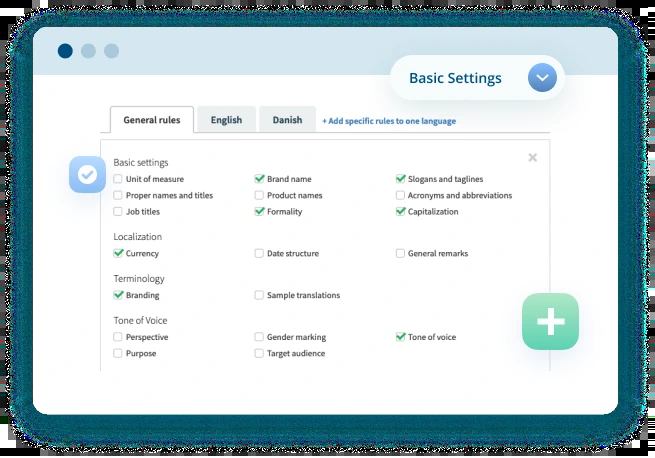 Basic Settings
General rules English Danish + Add specific rules to one language
Basic settings
Unit of measure Brand name Slogans and taglines
Proper names and titles Product names Acronyms and abbreviations
Job titles Formality Capitalization
Localization
Currency Date structure General remarks
Terminology
Branding Sample translations
Tone of Voice
Perspective Gender marking Tone of voice
Purpose Target audience